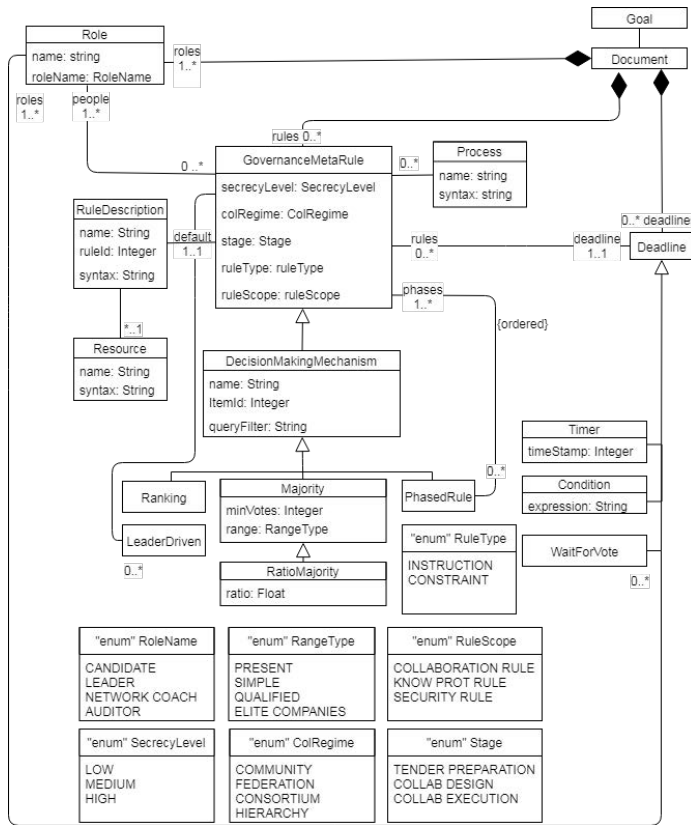 Goal
Document
Role
name: string
roleName: RoleName
roles
1..*
roles
1..*
people
1..*
rules 0..*
0 ..*
GovernanceMetaRule
secrecyLevel: SecrecyLevel
colRegime: ColRegime
stage: Stage
ruleType: ruleType
ruleScope: ruleScope
0..*
Process
name: string
syntax: string
RuleDescription
name: String
ruleId: Integer
syntax: String
default
1..1
rules
0..*
deadline
1..1
0..* deadline
Deadline
phases
1..*
{ordered}
*..1
Resource
name: String
syntax: String
DecisionMakingMechanism
name: String
ItemId: Integer
queryFilter: String
Timer
timeStamp: Integer
Condition
expression: String
WaitForVote
0..*
Ranking
Majority
minVotes: Integer
range: RangeType
PhasedRule
0..*
LeaderDriven
0..*
RatioMajority
ratio: Float
"enum" RuleType
INSTRUCTION
CONSTRAINT
"enum" RoleName
CANDIDATE
LEADER
NETWORK COACH
AUDITOR
"enum" RangeType
PRESENT
SIMPLE
QUALIFIED
ELITE COMPANIES
"enum" RuleScope
COLLABORATION RULE
KNOW PROT RULE
SECURITY RULE
"enum" SecrecyLevel
LOW
MEDIUM
HIGH
"enum" ColRegime
COMMUNITY
FEDERATION
CONSORTIUM
HIERARCHY
"enum" Stage
TENDER PREPARATION
COLLAB DESIGN
COLLAB EXECUTION